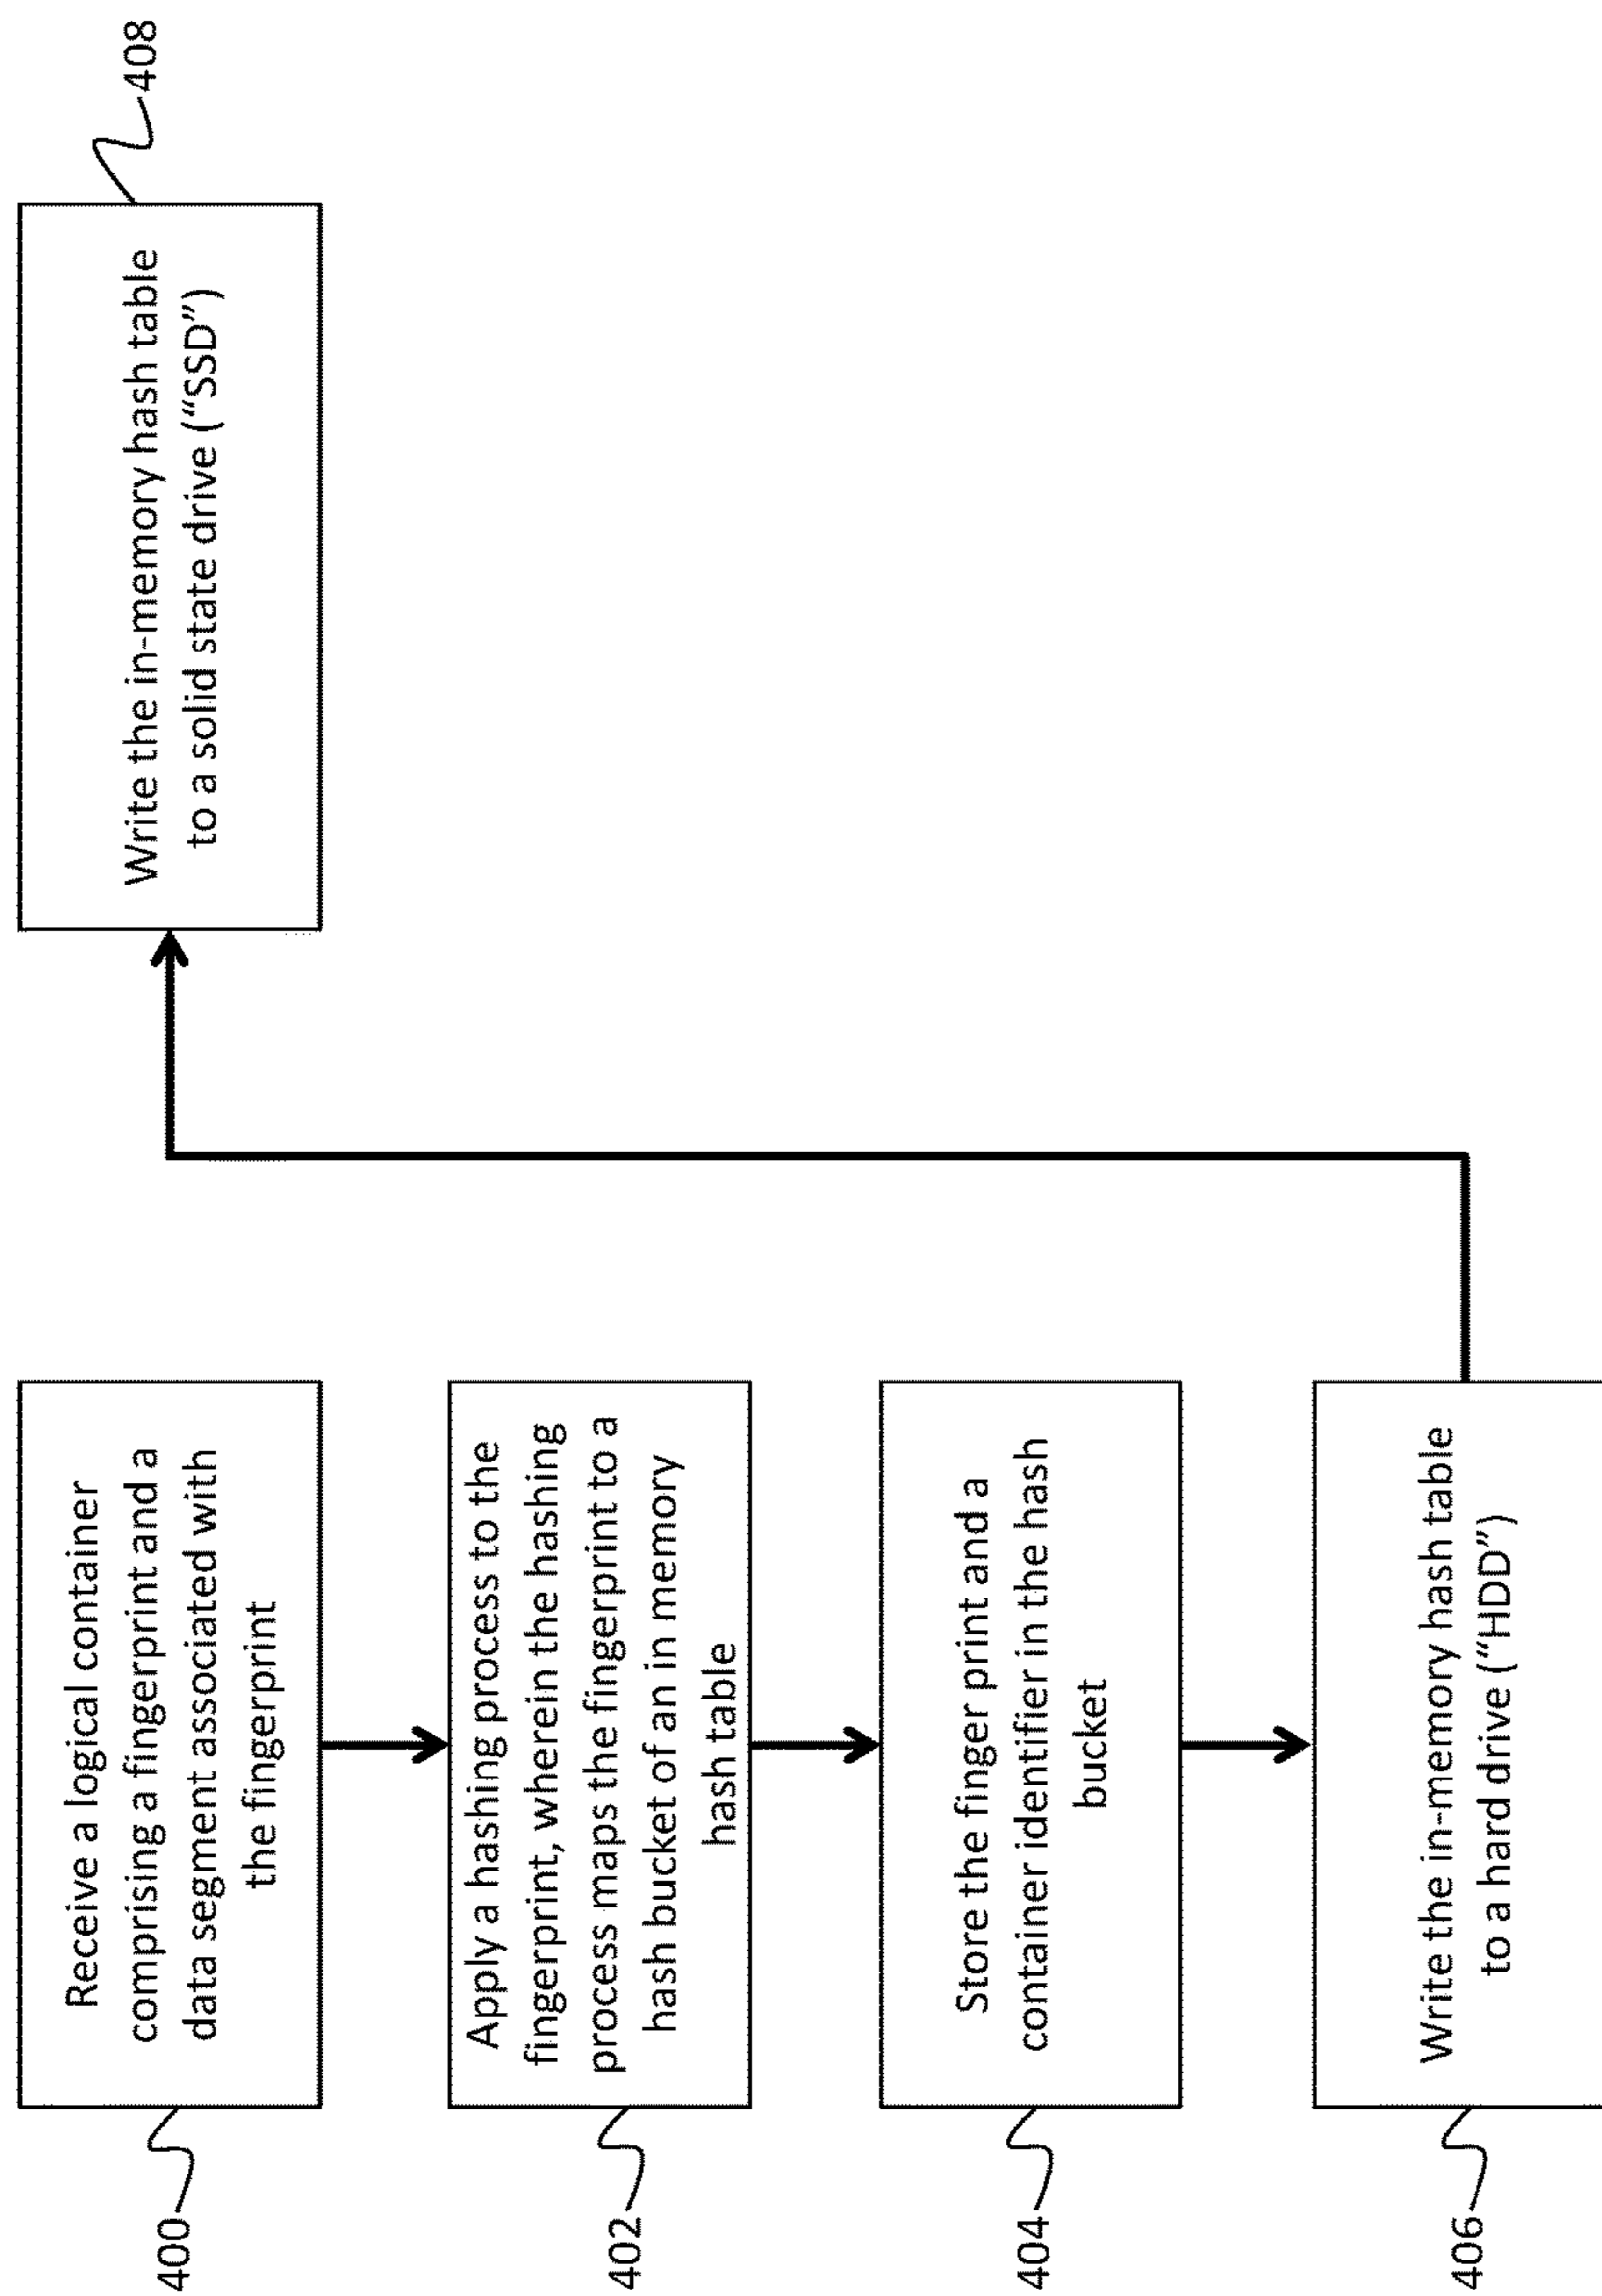 400
Receive a logical container
comprising a fingerprint and a
data segment associated with
the fingerprint
402
Apply a hashing process to the
fingerprint, wherein the hashing
process maps the fingerprint to a
hash bucket of an in memory
hash table
404
Store the finger print and a
container identifier in the hash
bucket
406
Write the in-memory hash table
to a hard drive (“HDD”)
408
Write the in-memory hash table
to a solid state drive (“SSD”)